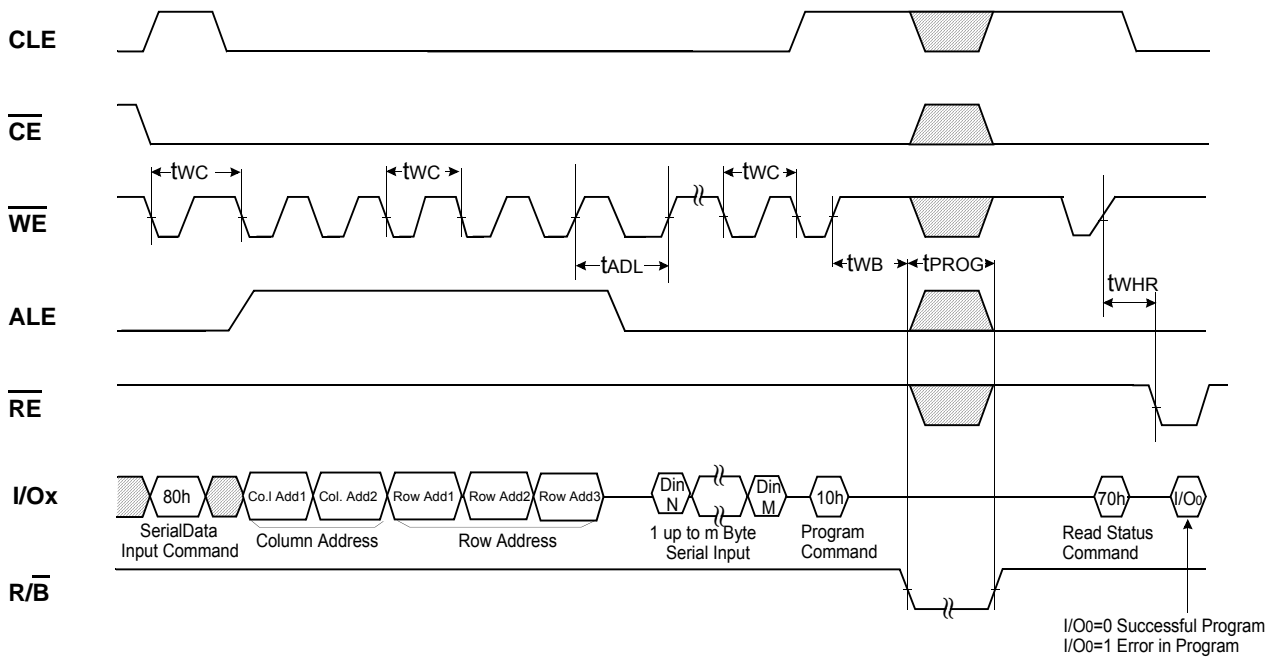 CLE
CE
tWC
tWC
tWC
WE
tADL
tWB
tPROG
tWHR
ALE
RE
I/Ox
80h
Co.l Add1
Col. Add2
Row Add1
Row Add2
Row Add3
Din
N
Din
M
10h
70h
I/O0
SerialData
Input Command
Column Address
Row Address
1 up to m Byte
Serial Input
Program
Command
Read Status
Command
R/B
I/O0=0 Successful Program
I/O0=1 Error in Program